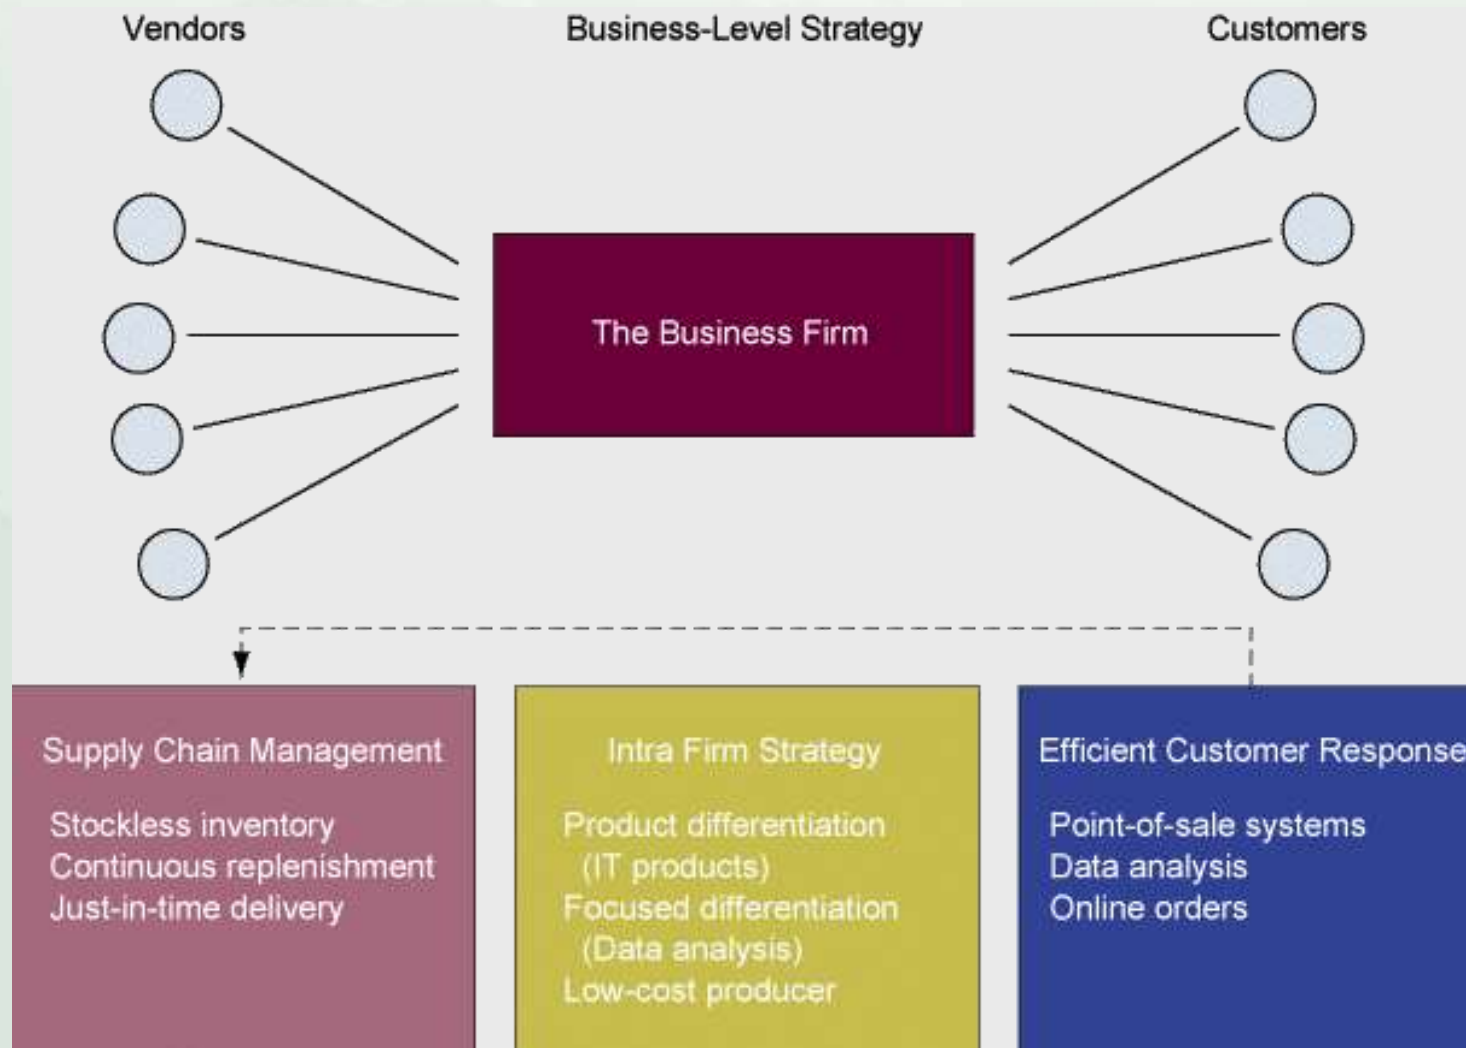 Vendors
Business-Level Strategy
Customers
The Business Firm
Supply Chain Management
Stockless inventory
Continuous replenishment
Just-in-time delivery
Intra Firm Strategy
Product differentiation
(IT products)
Focused differentiation
(Data analysis)
Low-cost producer
Efficient Customer Response
Point-of-sale systems
Data analysis
Online orders